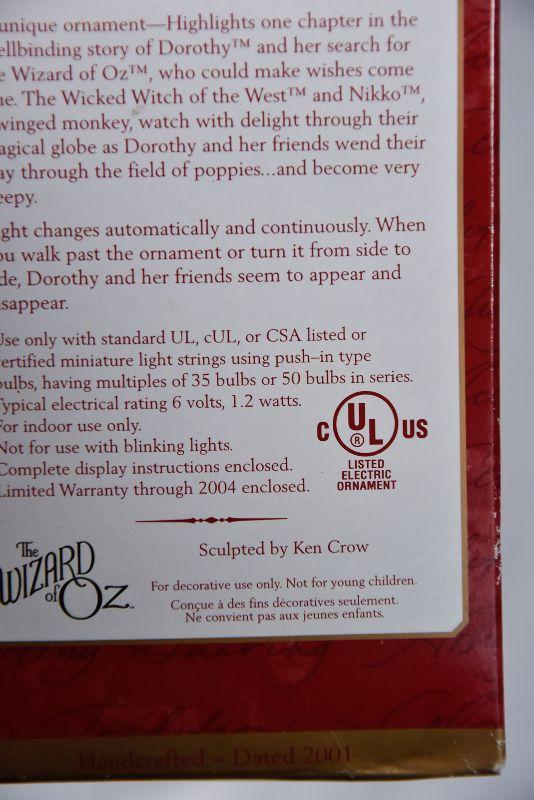 unique ornament—Highlights one chapter in the
ellbinding story of Dorothy™ and her search for
e Wizard of Oz™, who could make wishes come
ue. The Wicked Witch of the West™ and Nikko™,
winged monkey, watch with delight through their
agical globe as Dorothy and her friends wend their
ay through the field of poppies...and become very
eepy.
ght changes automatically and continuously. When
ou walk past the ornament or turn it from side to
de, Dorothy and her friends seem to appear and
sappear.
Use only with standard UL, cUL, or CSA listed or
certified miniature light strings using push–in type
bulbs, having multiples of 35 bulbs or 50 bulbs in series.
Typical electrical rating 6 volts, 1.2 watts.
For indoor use only.
Not for use with blinking lights.
Complete display instructions enclosed.
Limited Warranty through 2004 enclosed.
C UL® US
LISTED
ELECTRIC
ORNAMENT
The
WIZARD
of OZ™
Sculpted by Ken Crow
For decorative use only. Not for young children.
Conçue à des fins décoratives seulement.
Ne convient pas aux jeunes enfants.
Handcrafted – Dated 2001